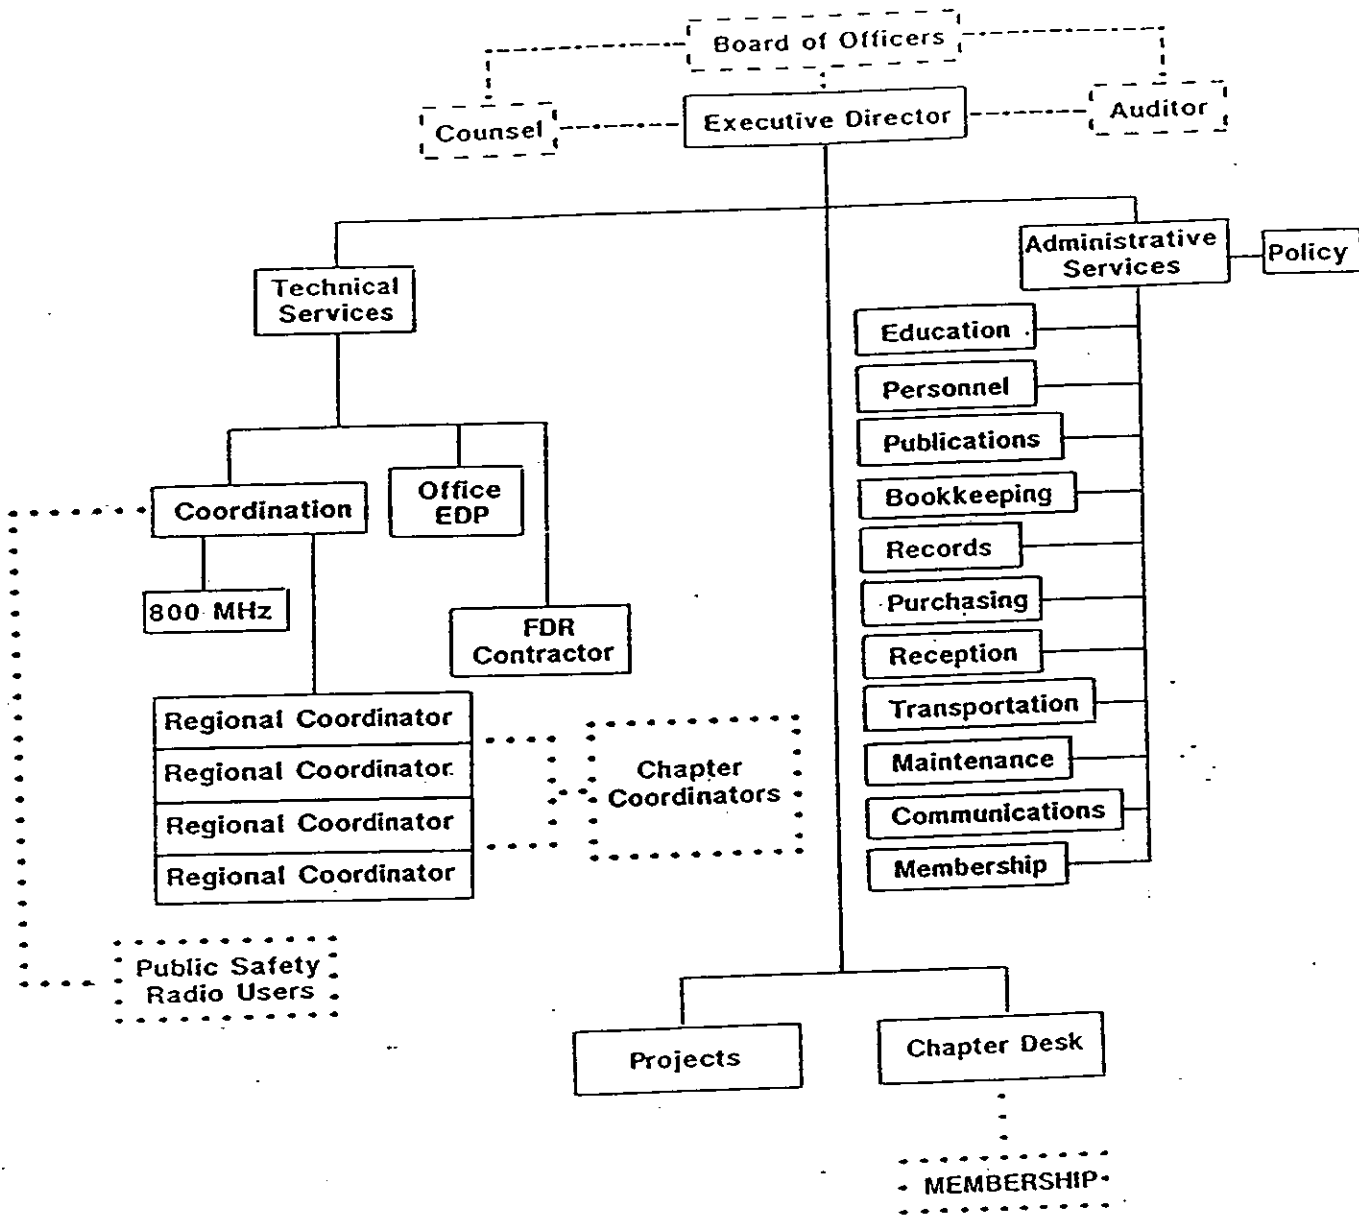 Board of Officers
Counsel
Executive Director
Auditor
Technical
Services
Administrative
Services
Policy
Education
Personnel
Publications
Bookkeeping
Records
Purchasing
Reception
Transportation
Maintenance
Communications
Membership
Coordination
Office
EDP
800 MHz
FDR
Contractor
Regional Coordinator
Regional Coordinator
Regional Coordinator
Regional Coordinator
Chapter
Coordinators
Public Safety
Radio Users
Projects
Chapter Desk
MEMBERSHIP